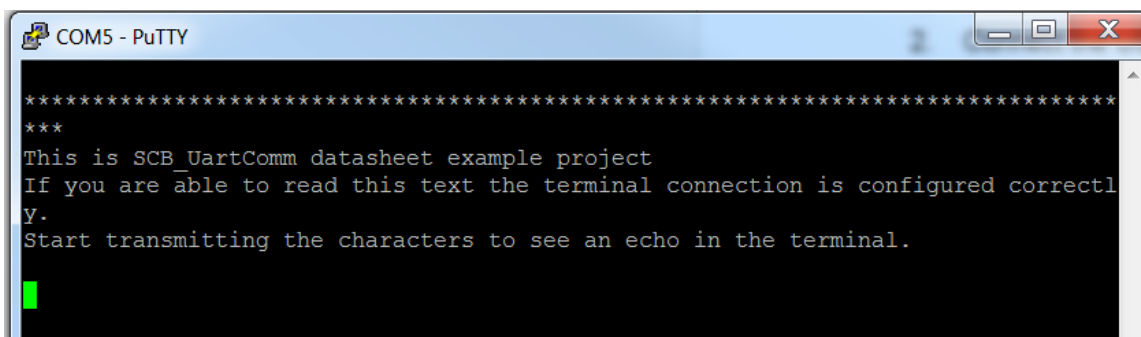 COM5 - PuTTY
2.
********************************************************************************
***
This is SCB_UartComm datasheet example project
If you are able to read this text the terminal connection is configured correctl
y.
Start transmitting the characters to see an echo in the terminal.